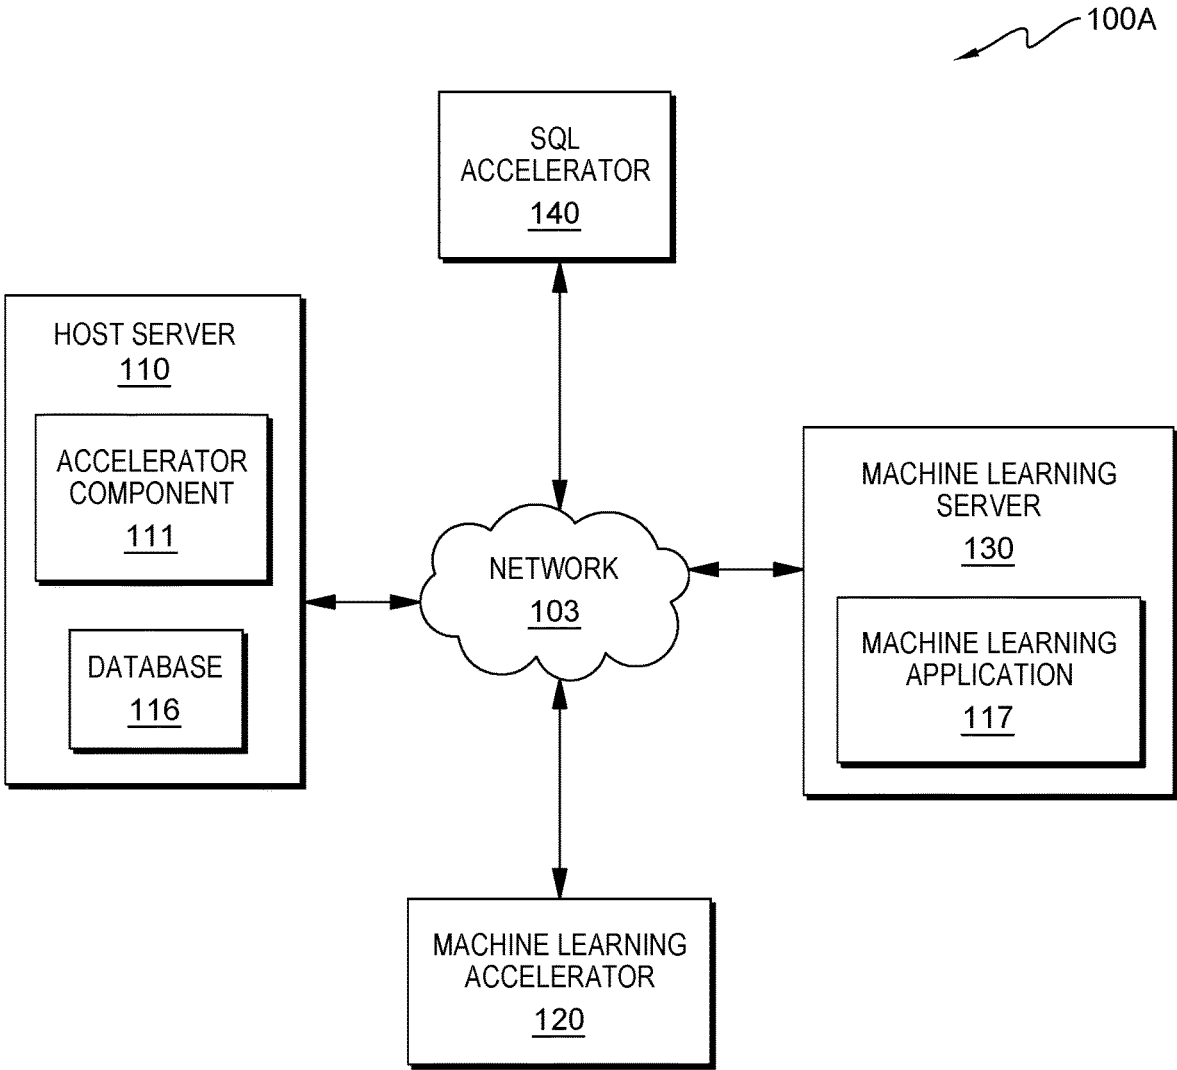 100A
SQL
ACCELERATOR
140
HOST SERVER
110
ACCELERATOR
COMPONENT
111
DATABASE
116
NETWORK
103
MACHINE LEARNING
SERVER
130
MACHINE LEARNING
APPLICATION
117
MACHINE LEARNING
ACCELERATOR
120